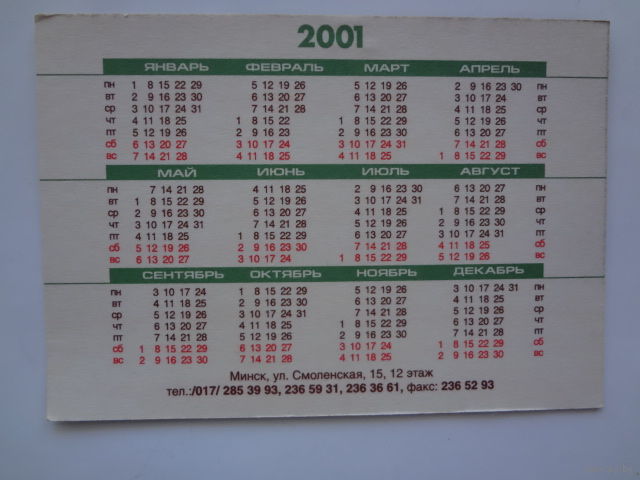 2001
ЯНВАРЬ ФЕВРАЛЬ МАРТ АПРЕЛЬ
пн 1 8 15 22 29 5 12 19 26 5 12 19 26 2 9 16 23 30 пн
вт 2 9 16 23 30 6 13 20 27 6 13 20 27 3 10 17 24 вт
ср 3 10 17 24 31 7 14 21 28 7 14 21 28 4 11 18 25 ср
чт 4 11 18 25 1 8 15 22 1 8 15 22 29 5 12 19 26 чт
пт 5 12 19 26 2 9 16 23 2 9 16 23 30 6 13 20 27 пт
сб 6 13 20 27 3 10 17 24 3 10 17 24 31 7 14 21 28 сб
вс 7 14 21 28 4 11 18 25 4 11 18 25 1 8 15 22 29 вс
МАЙ ИЮНЬ ИЮЛЬ АВГУСТ
пн 7 14 21 28 4 11 18 25 2 9 16 23 30 6 13 20 27 пн
вт 1 8 15 22 29 5 12 19 26 3 10 17 24 31 7 14 21 28 вт
ср 2 9 16 23 30 6 13 20 27 4 11 18 25 1 8 15 22 29 ср
чт 3 10 17 24 31 7 14 21 28 5 12 19 26 2 9 16 23 30 чт
пт 4 11 18 25 1 8 15 22 29 6 13 20 27 3 10 17 24 31 пт
сб 5 12 19 26 2 9 16 23 30 7 14 21 28 4 11 18 25 сб
вс 6 13 20 27 3 10 17 24 1 8 15 22 29 5 12 19 26 вс
СЕНТЯБРЬ ОКТЯБРЬ НОЯБРЬ ДЕКАБРЬ
пн 3 10 17 24 1 8 15 22 29 5 12 19 26 3 10 17 24 31 пн
вт 4 11 18 25 2 9 16 23 30 6 13 20 27 4 11 18 25 вт
ср 5 12 19 26 3 10 17 24 31 7 14 21 28 5 12 19 26 ср
чт 6 13 20 27 4 11 18 25 1 8 15 22 29 6 13 20 27 чт
пт 7 14 21 28 5 12 19 26 2 9 16 23 30 7 14 21 28 пт
сб 1 8 15 22 29 6 13 20 27 3 10 17 24 1 8 15 22 29 сб
вс 2 9 16 23 30 7 14 21 28 4 11 18 25 2 9 16 23 30 вс
Минск, ул. Смоленская, 15, 12 этаж
тел.:/017/ 285 39 93, 236 59 31, 236 36 61, факс: 236 52 93